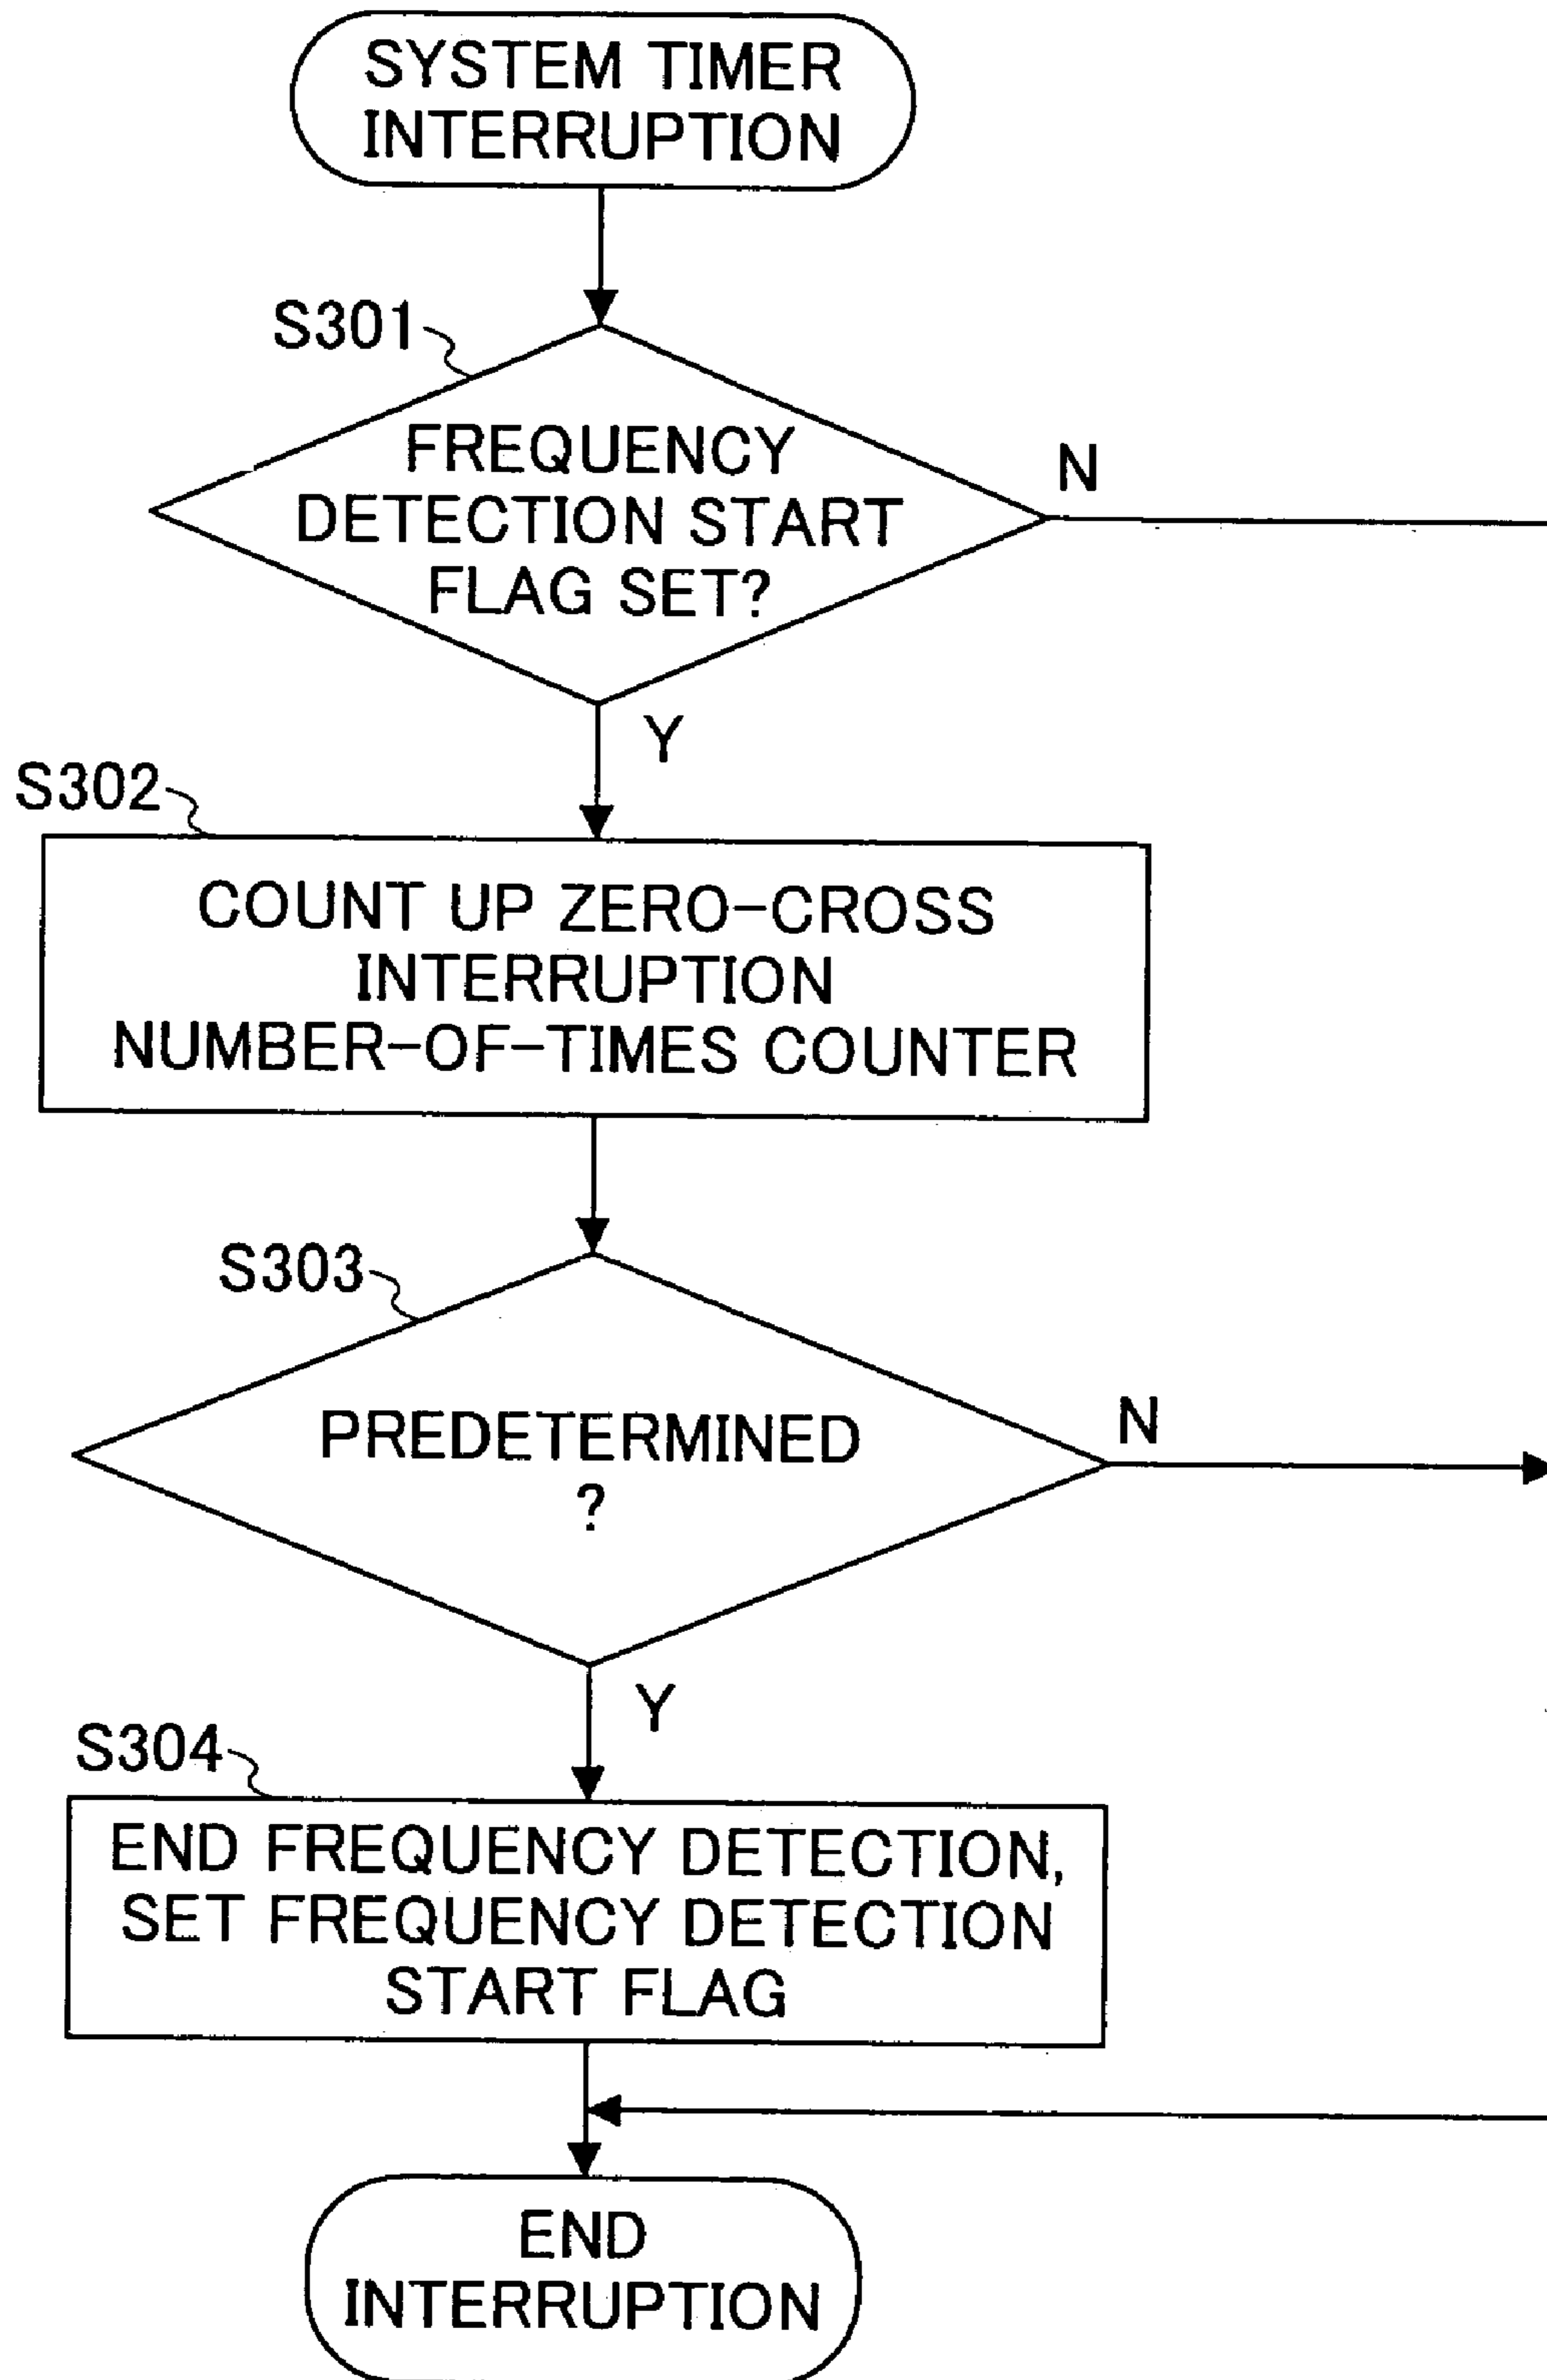 SYSTEM TIMER
INTERRUPTION
S301
FREQUENCY
DETECTION START
FLAG SET?
N
Y
S302
COUNT UP ZERO-CROSS
INTERRUPTION
NUMBER-OF-TIMES COUNTER
S303
PREDETERMINED
?
N
Y
S304
END FREQUENCY DETECTION,
SET FREQUENCY DETECTION
START FLAG
END
INTERRUPTION